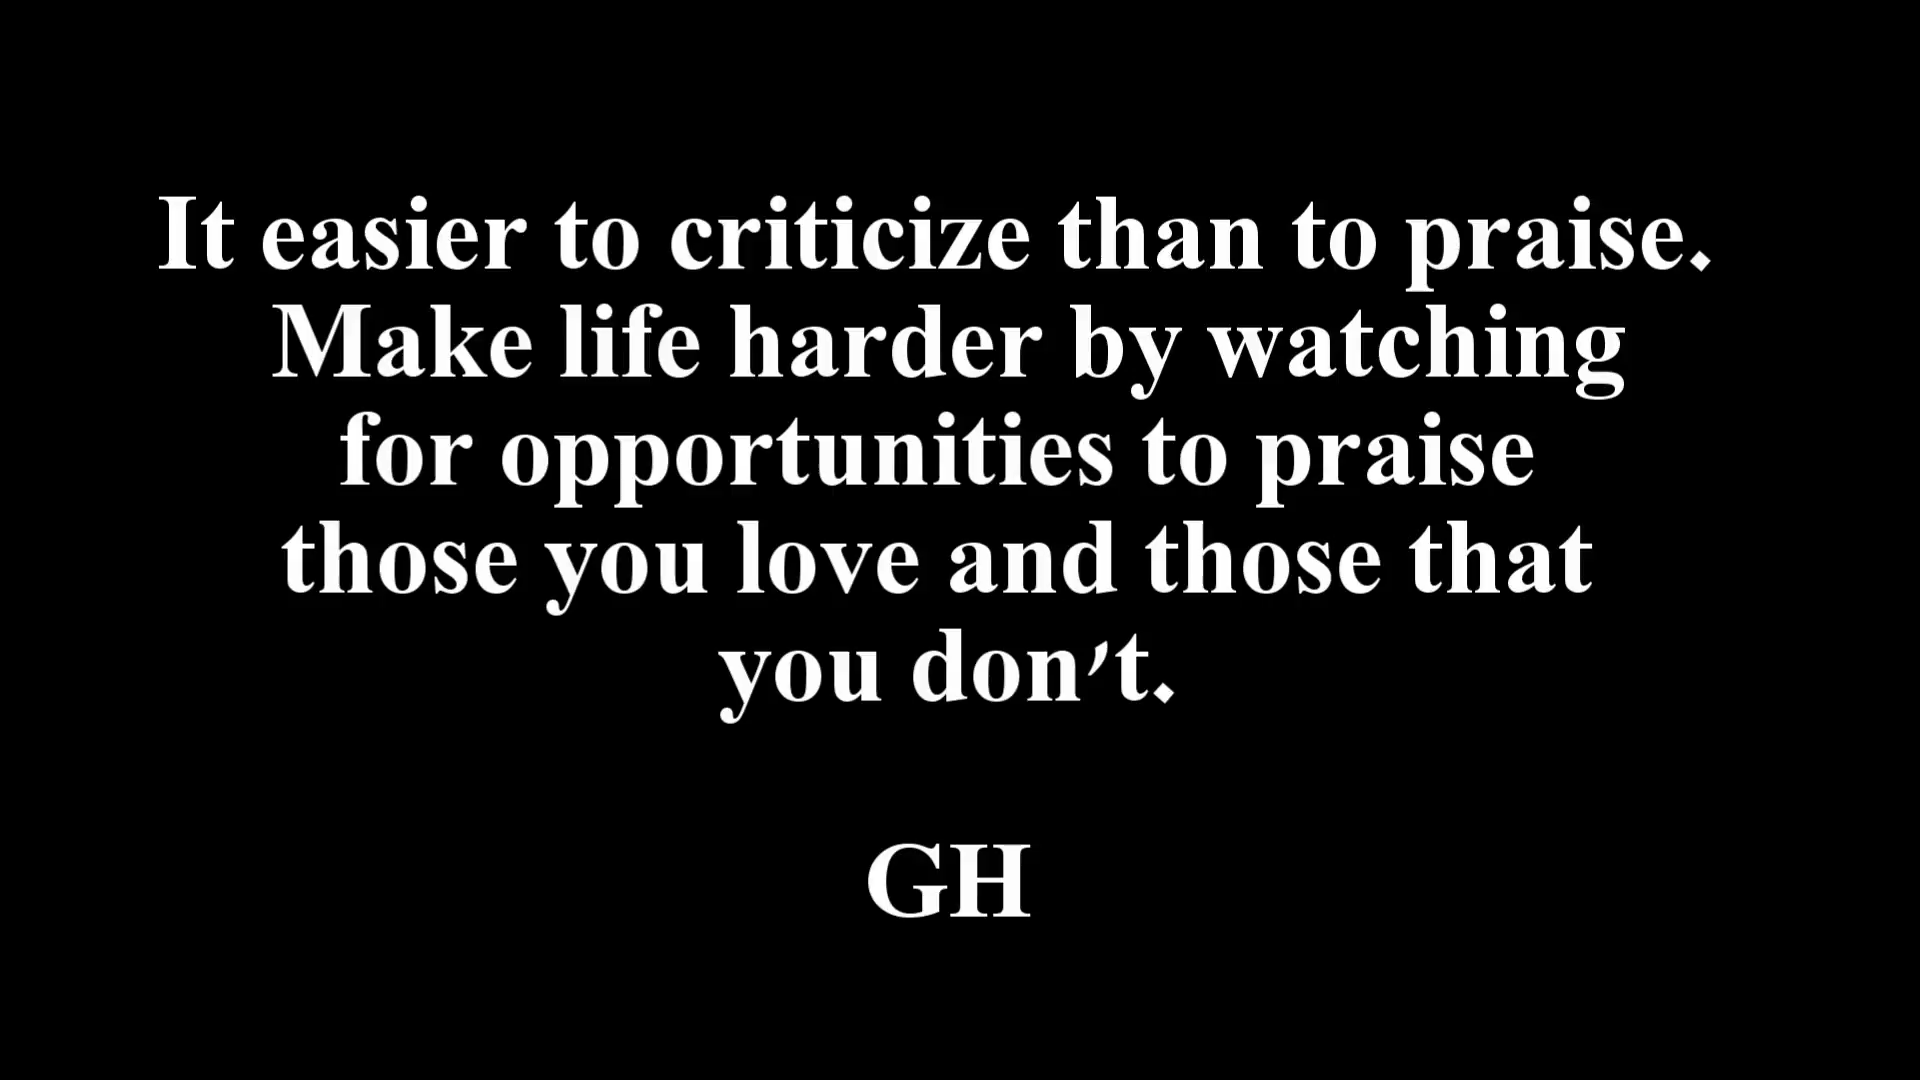 It easier to criticize than to praise.
Make life harder by watching
for opportunities to praise
those you love and those that
you don't.
GH